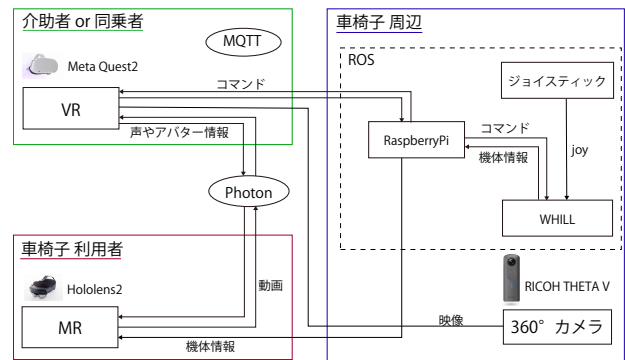 介助者 or 同乗者
MQTT
Meta Quest2
VR
コマンド
声やアバター情報
Photon
車椅子 利用者
Hololens2
MR
動画
機体情報
車椅子 周辺
ROS
ジョイスティック
RaspberryPi
コマンド
機体情報
joy
WHILL
RICOH THETA V
映像
360° カメラ